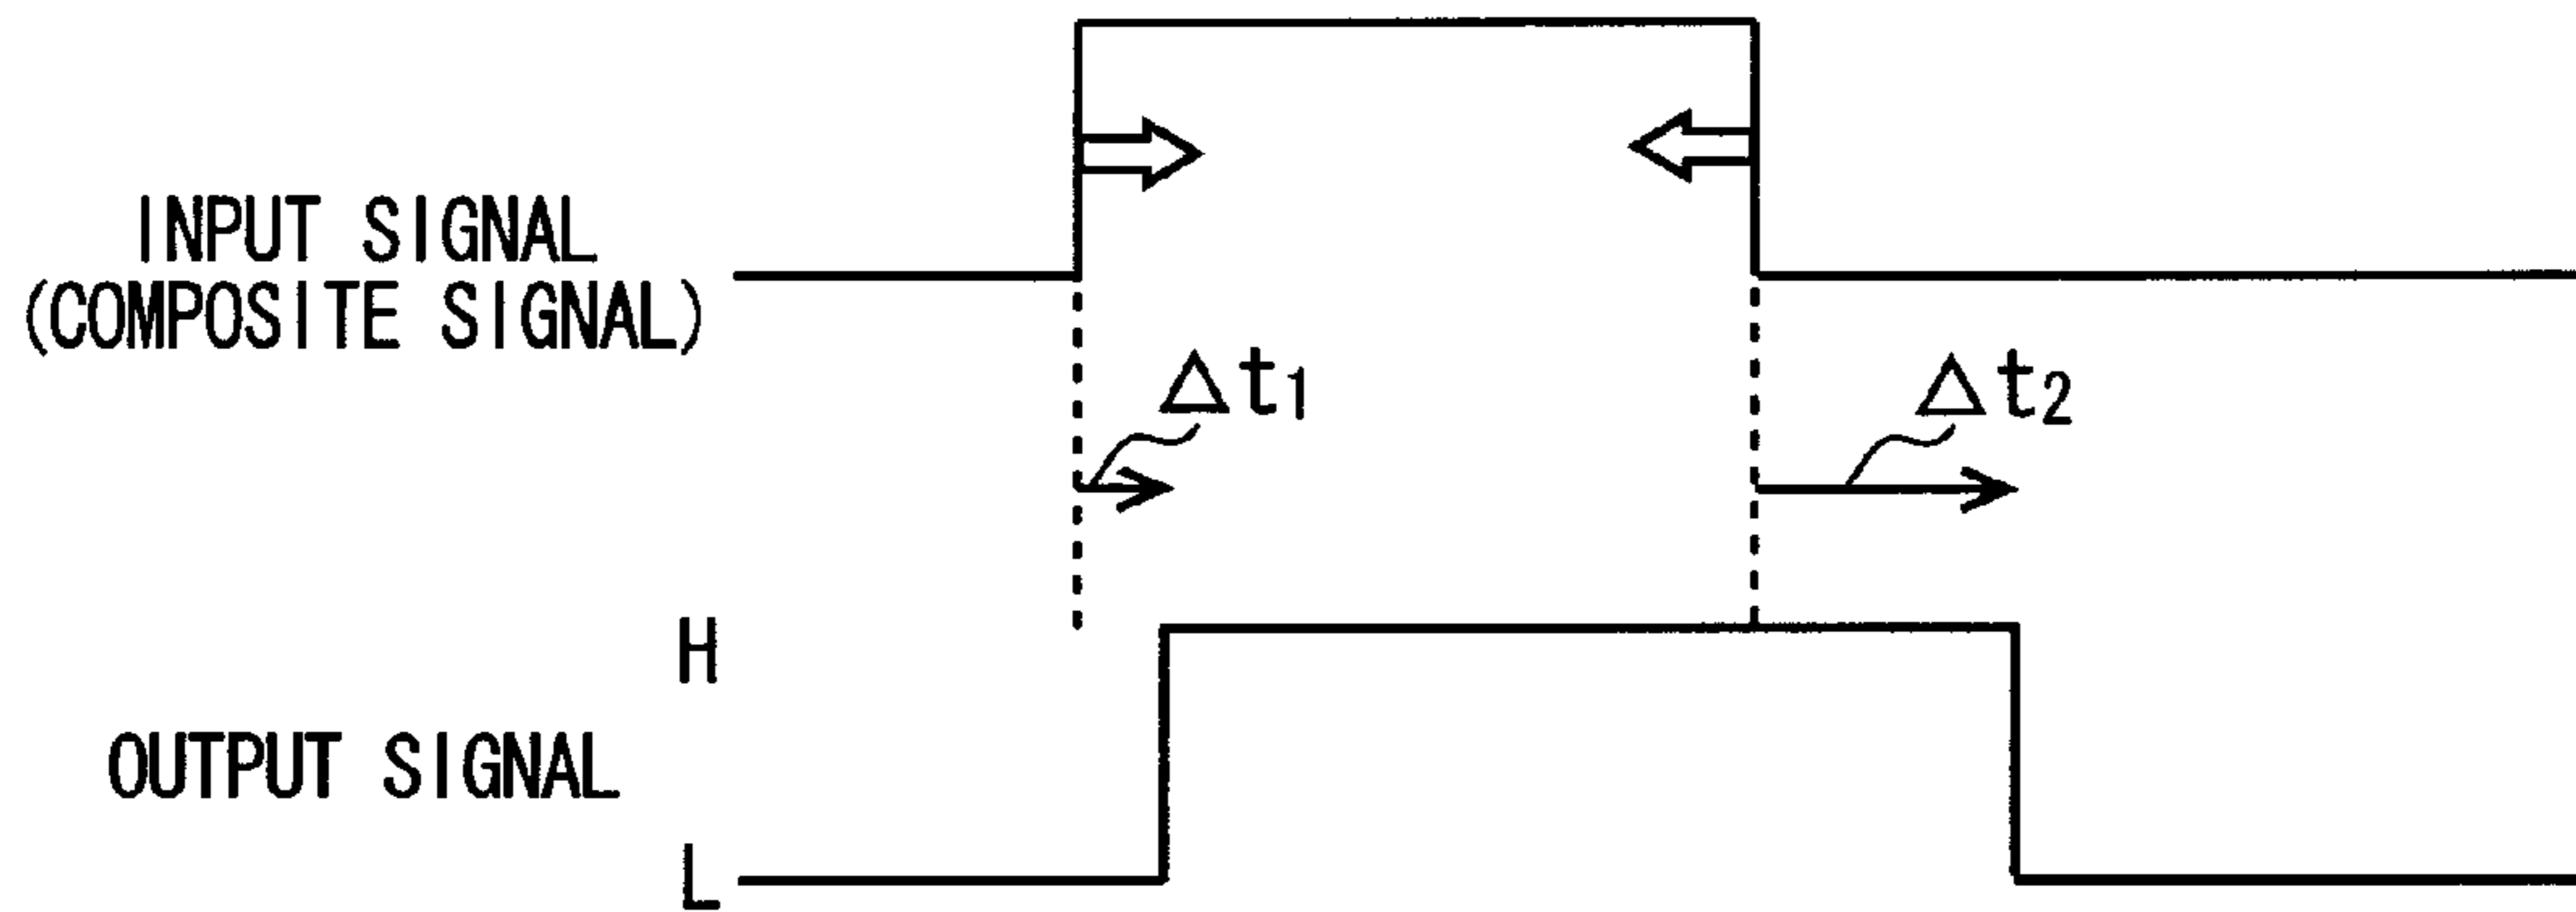 INPUT SIGNAL
(COMPOSITE SIGNAL)
Δt1
Δt2
H
OUTPUT SIGNAL
L